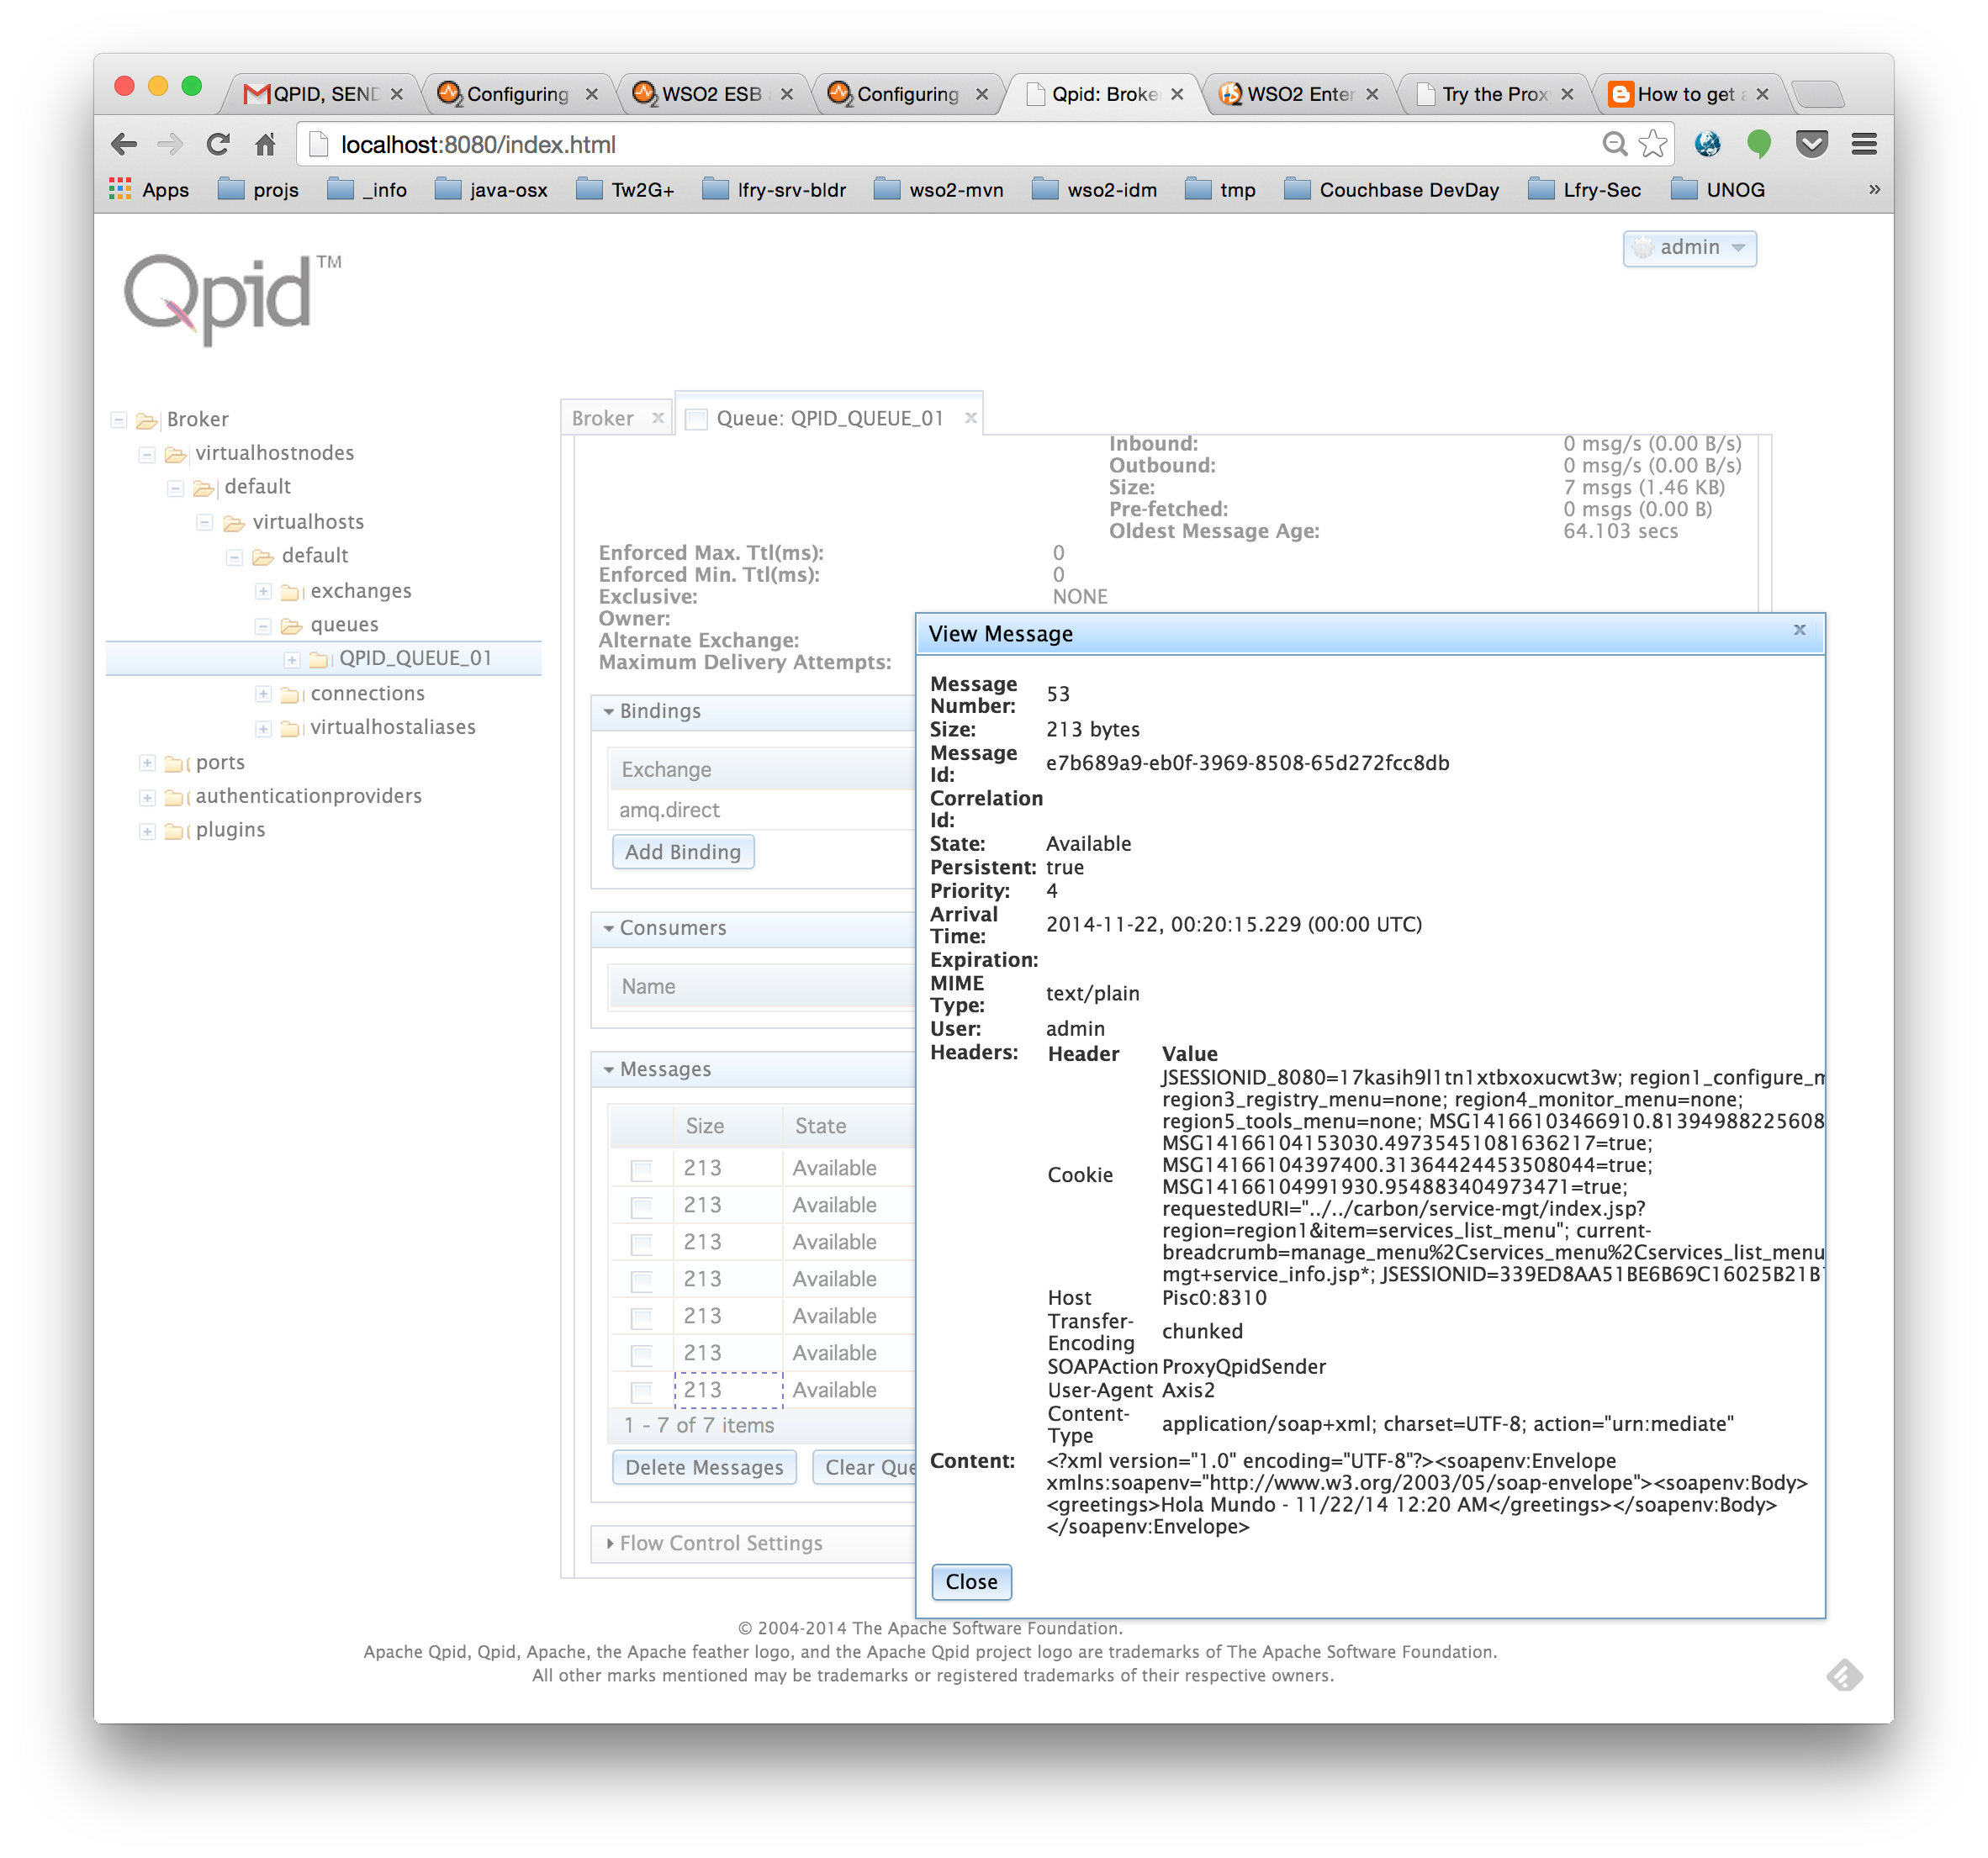 QPID, SEND
Configuring
WSO2 ESB
Configuring
Qpid: Broke
WSO2 Enter
Try the Prox
How to get a
localhost:8080/index.html
Apps projs _info java-osx Tw2G+ lfry-srv-bldr wso2-mvn wso2-idm tmp Couchbase DevDay Lfry-Sec UNOG »
admin
Qpid TM
Broker
virtualhostnodes
default
virtualhosts
default
exchanges
queues
QPID_QUEUE_01
connections
virtualhostaliases
ports
authenticationproviders
plugins
Broker
Queue: QPID_QUEUE_01
Inbound: 0 msg/s (0.00 B/s)
Outbound: 0 msg/s (0.00 B/s)
Size: 7 msgs (1.46 KB)
Pre-fetched: 0 msgs (0.00 B)
Oldest Message Age: 64.103 secs
Enforced Max. Ttl(ms): 0
Enforced Min. Ttl(ms): 0
Exclusive: NONE
Owner:
Alternate Exchange:
Maximum Delivery Attempts:
Bindings
Exchange
amq.direct
Add Binding
Consumers
Name
Messages
Size State
213 Available
213 Available
213 Available
213 Available
213 Available
213 Available
213 Available
1 - 7 of 7 items
Delete Messages Clear Que
Flow Control Settings
View Message
Message
Number: 53
Size: 213 bytes
Message
Id: e7b689a9-eb0f-3969-8508-65d272fcc8db
Correlation
Id:
State: Available
Persistent: true
Priority: 4
Arrival
Time: 2014-11-22, 00:20:15.229 (00:00 UTC)
Expiration:
MIME
Type: text/plain
User: admin
Headers: Header Value
Cookie
JSESSIONID_8080=17kasih9l1tn1xtbxoxucwt3w; region1_configure_m
region3_registry_menu=none; region4_monitor_menu=none;
region5_tools_menu=none; MSG14166103466910.81394988225608
MSG14166104153030.49735451081636217=true;
MSG14166104397400.31364424453508044=true;
MSG14166104991930.954883404973471=true;
requestedURI="../../carbon/service-mgt/index.jsp?
region=region1&item=services_list_menu"; current-
breadcrumb=manage_menu%2Cservices_menu%2Cservices_list_menu
mgt+service_info.jsp*; JSESSIONID=339ED8AA51BE6B69C16025B21B
Host Pisc0:8310
Transfer-
Encoding chunked
SOAPAction ProxyQpidSender
User-Agent Axis2
Content-
Type application/soap+xml; charset=UTF-8; action="urn:mediate"
Content: <?xml version="1.0" encoding="UTF-8"?><soapenv:Envelope
xmlns:soapenv="http://www.w3.org/2003/05/soap-envelope"><soapenv:Body>
<greetings>Hola Mundo - 11/22/14 12:20 AM</greetings></soapenv:Body>
</soapenv:Envelope>
Close
© 2004-2014 The Apache Software Foundation.
Apache Qpid, Qpid, Apache, the Apache feather logo, and the Apache Qpid project logo are trademarks of The Apache Software Foundation.
All other marks mentioned may be trademarks or registered trademarks of their respective owners.